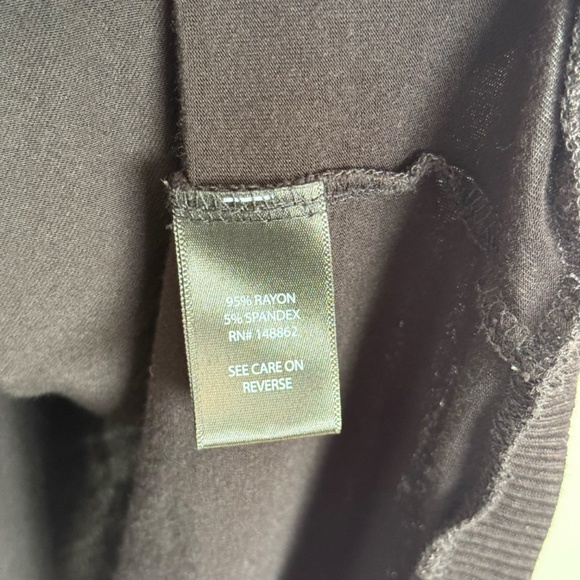 95% RAYON
5% SPANDEX
RN# 148862
SEE CARE ON
REVERSE